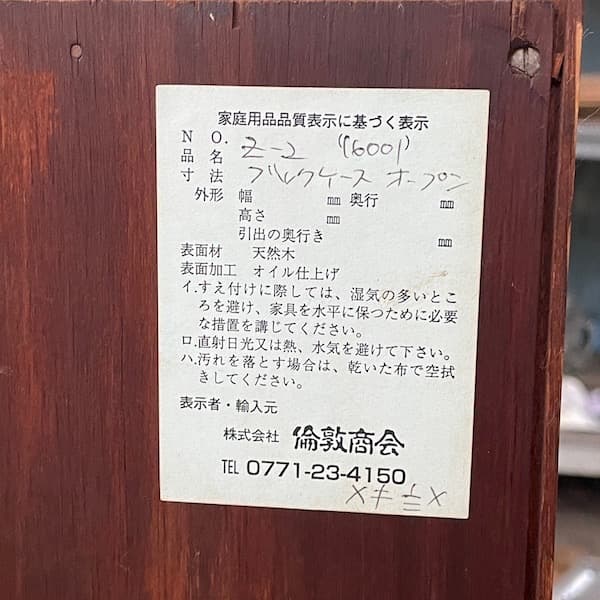 家庭用品品質表示に基づく表示
NO. Z-2 (600)
品名
寸法 ブックケース オープン
外形 幅 mm 奥行 mm
高さ mm
引出の奥行き mm
表面材 天然木
表面加工 オイル仕上げ
イ.すえ付けに際しては、湿気の多いとこ
ろを避け、家具を水平に保つために必要
な措置を講じてください。
ロ.直射日光又は熱、水気を避けて下さい。
ハ.汚れを落とす場合は、乾いた布で空拭
きしてください。
表示者・輸入元
株式会社 倫敦商会
TEL 0771-23-4150